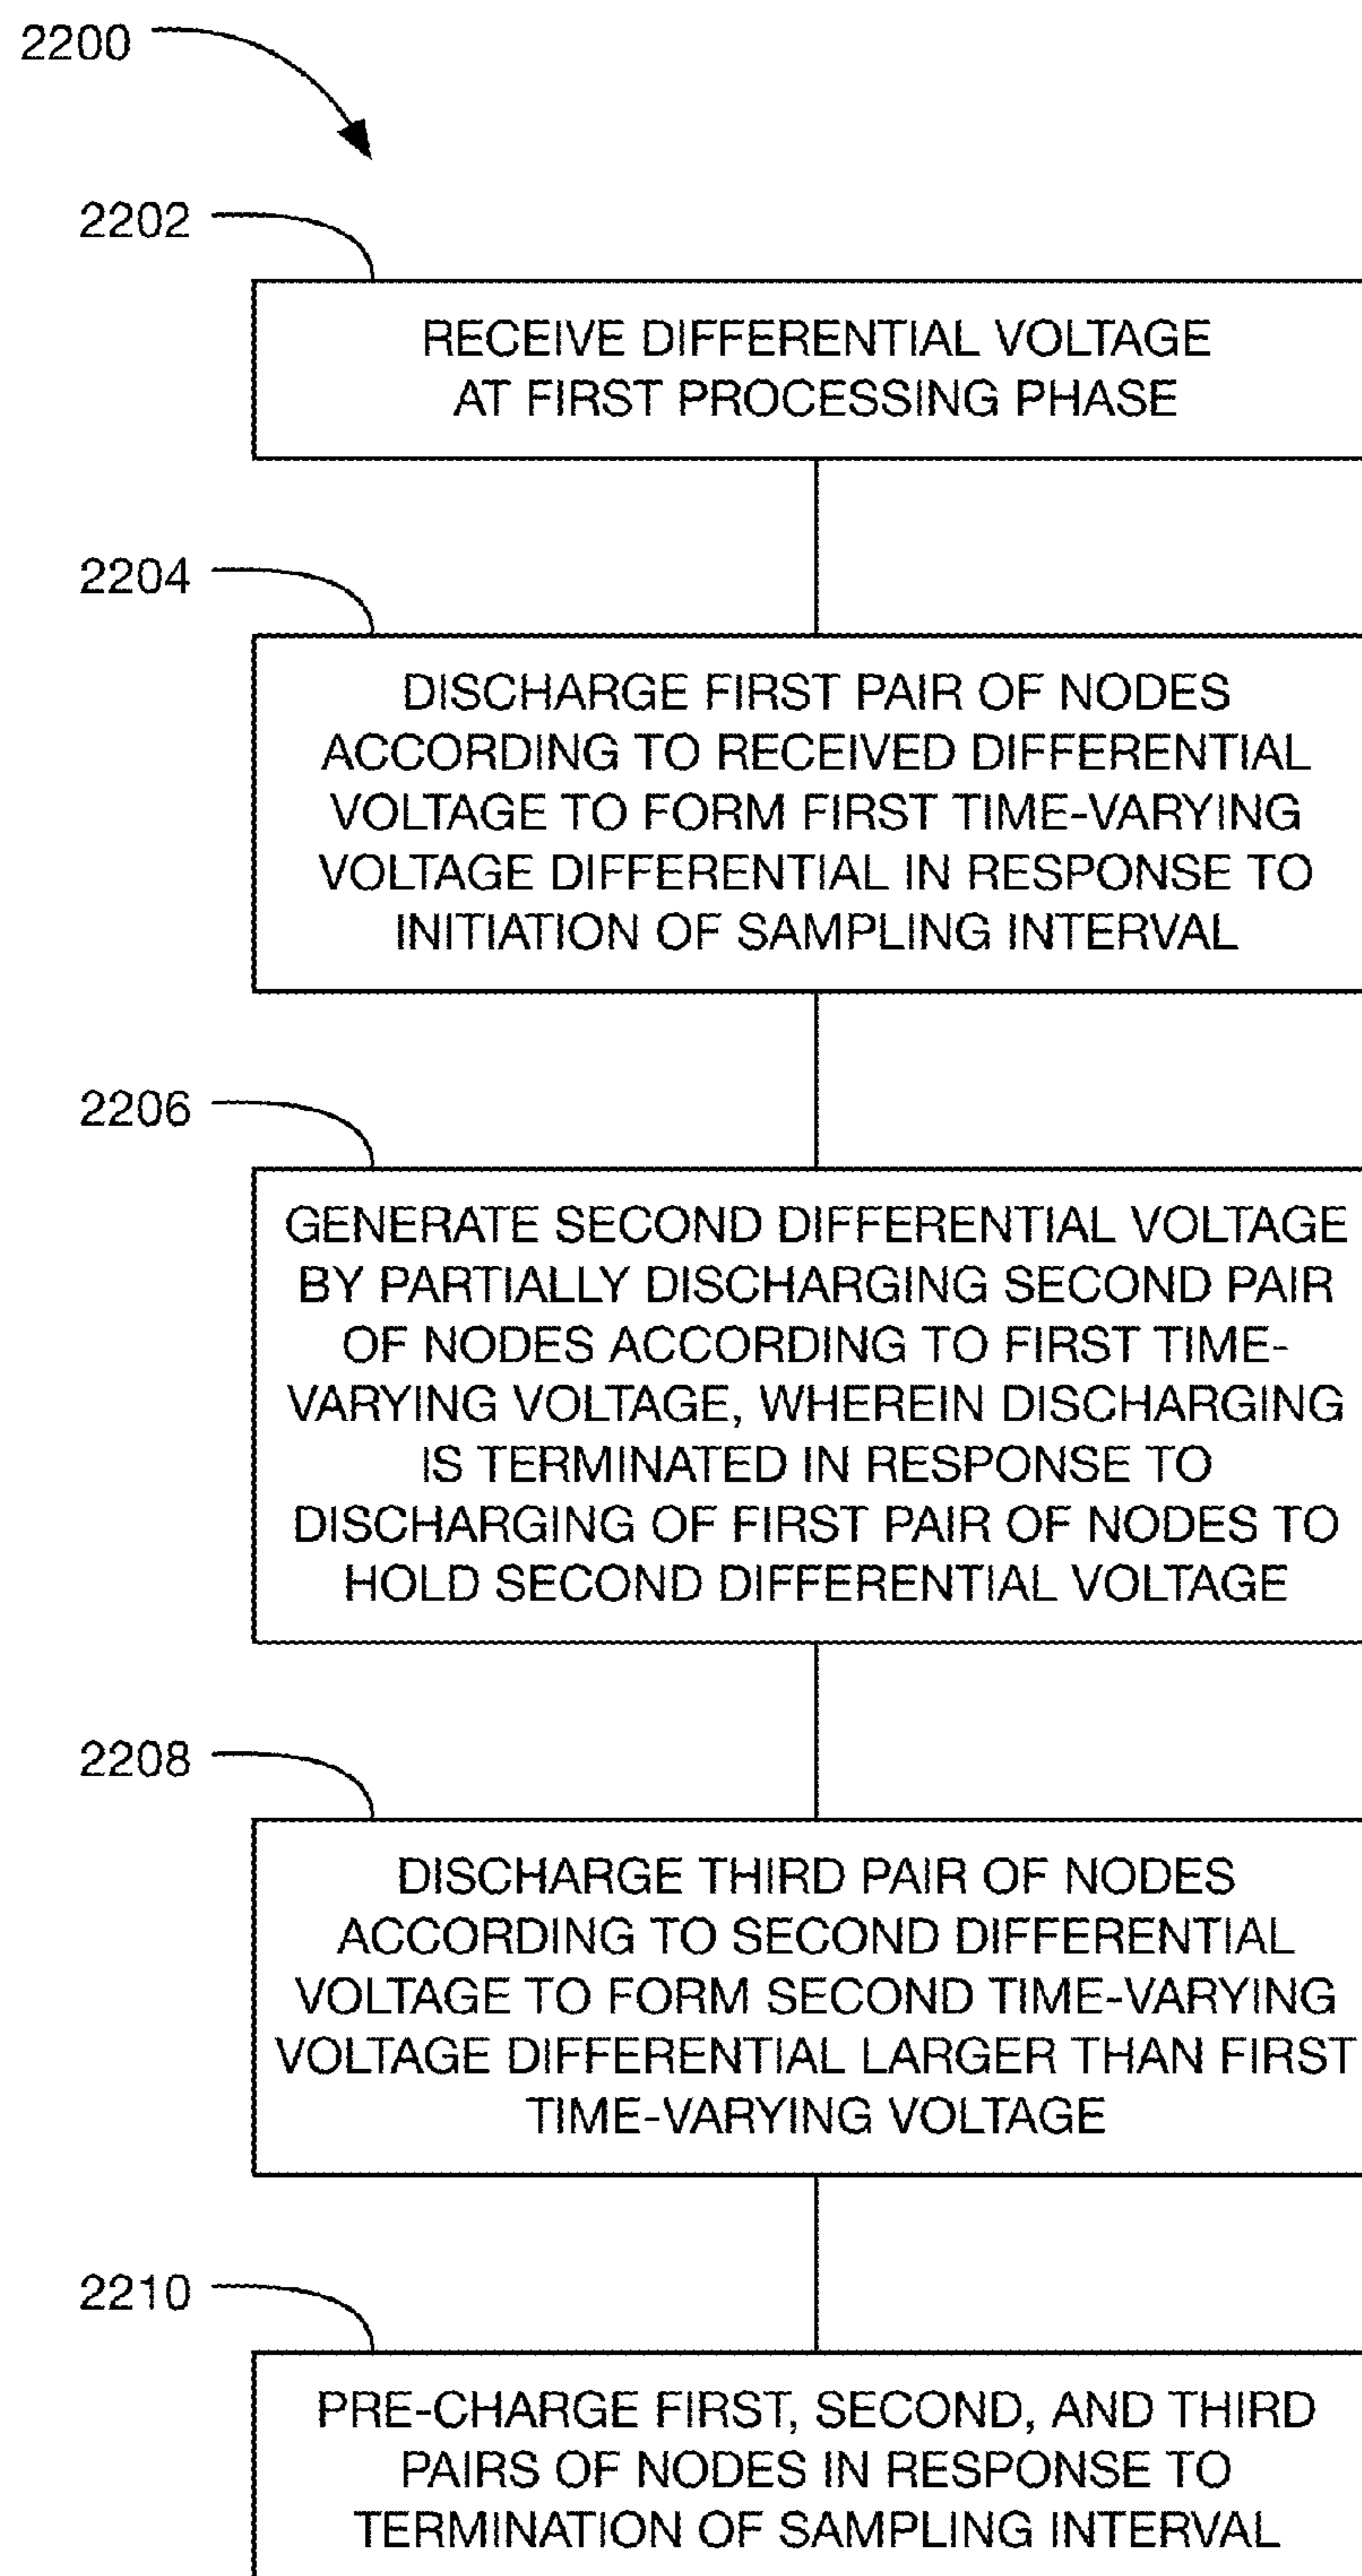 2200
2202
RECEIVE DIFFERENTIAL VOLTAGE
AT FIRST PROCESSING PHASE
2204
DISCHARGE FIRST PAIR OF NODES
ACCORDING TO RECEIVED DIFFERENTIAL
VOLTAGE TO FORM FIRST TIME-VARYING
VOLTAGE DIFFERENTIAL IN RESPONSE TO
INITIATION OF SAMPLING INTERVAL
2206
GENERATE SECOND DIFFERENTIAL VOLTAGE
BY PARTIALLY DISCHARGING SECOND PAIR
OF NODES ACCORDING TO FIRST TIME-
VARYING VOLTAGE, WHEREIN DISCHARGING
IS TERMINATED IN RESPONSE TO
DISCHARGING OF FIRST PAIR OF NODES TO
HOLD SECOND DIFFERENTIAL VOLTAGE
2208
DISCHARGE THIRD PAIR OF NODES
ACCORDING TO SECOND DIFFERENTIAL
VOLTAGE TO FORM SECOND TIME-VARYING
VOLTAGE DIFFERENTIAL LARGER THAN FIRST
TIME-VARYING VOLTAGE
2210
PRE-CHARGE FIRST, SECOND, AND THIRD
PAIRS OF NODES IN RESPONSE TO
TERMINATION OF SAMPLING INTERVAL